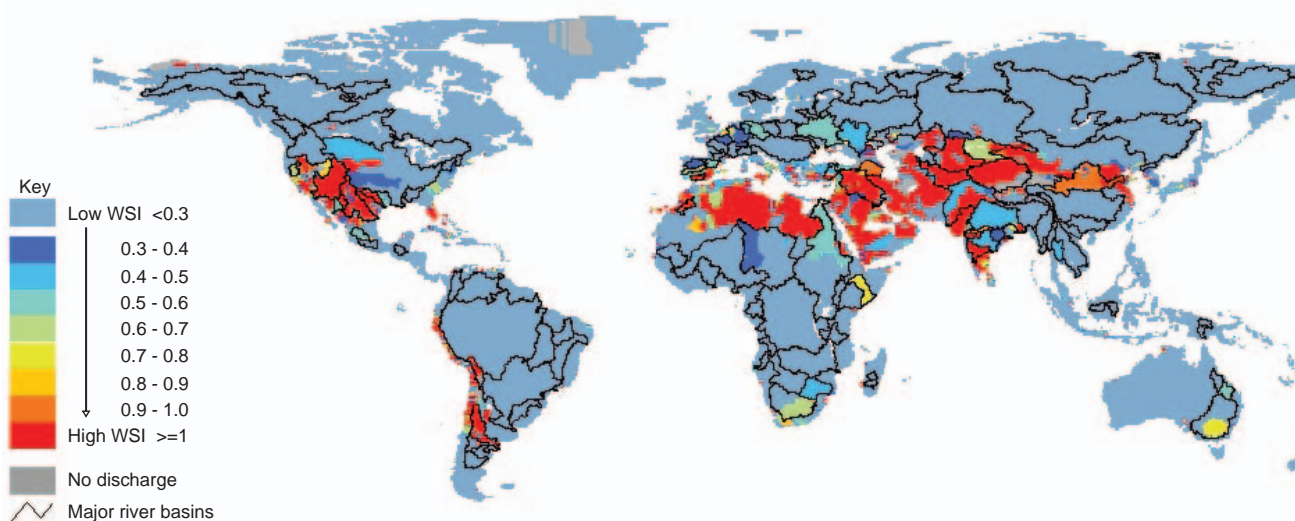 Key
Low WSI <0.3
0.3 - 0.4
0.4 - 0.5
0.5 - 0.6
0.6 - 0.7
0.7 - 0.8
0.8 - 0.9
0.9 - 1.0
High WSI >=1
No discharge
Major river basins